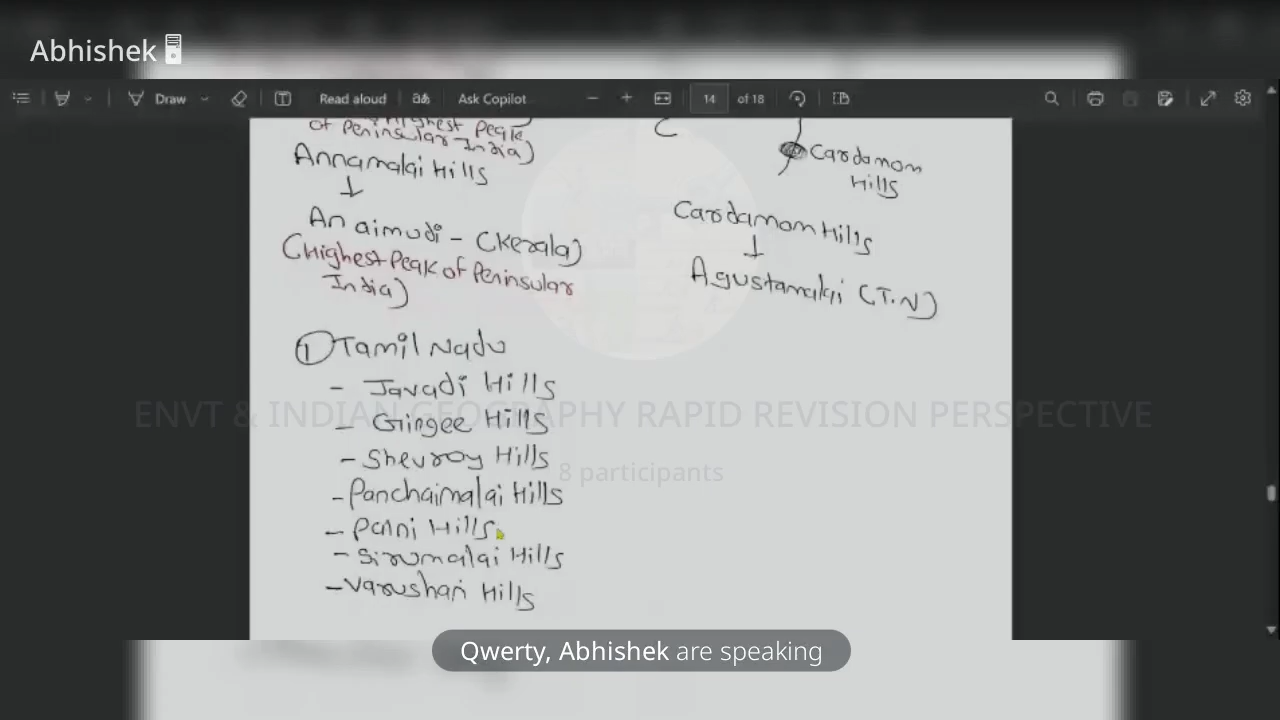 Abhishek
Draw
Read aloud
Ask Copilot
14 of 18
of Peninsular India)
Annamalai Hills
Anaimudi - (Kerala)
(Highest Peak of Peninsular
India)
C
Cardamom
Hills
Cardamom Hills
Agustamalai (T.N)
① Tamil Nadu
- Javadi Hills
- Gingee Hills
- Shevroy Hills
- Panchaimalai Hills
- Palni Hills
- Sirumalai Hills
- Varushan Hills
ENVT & INDIAN GEOGRAPHY RAPID REVISION PERSPECTIVE
8 participants
Qwerty, Abhishek are speaking